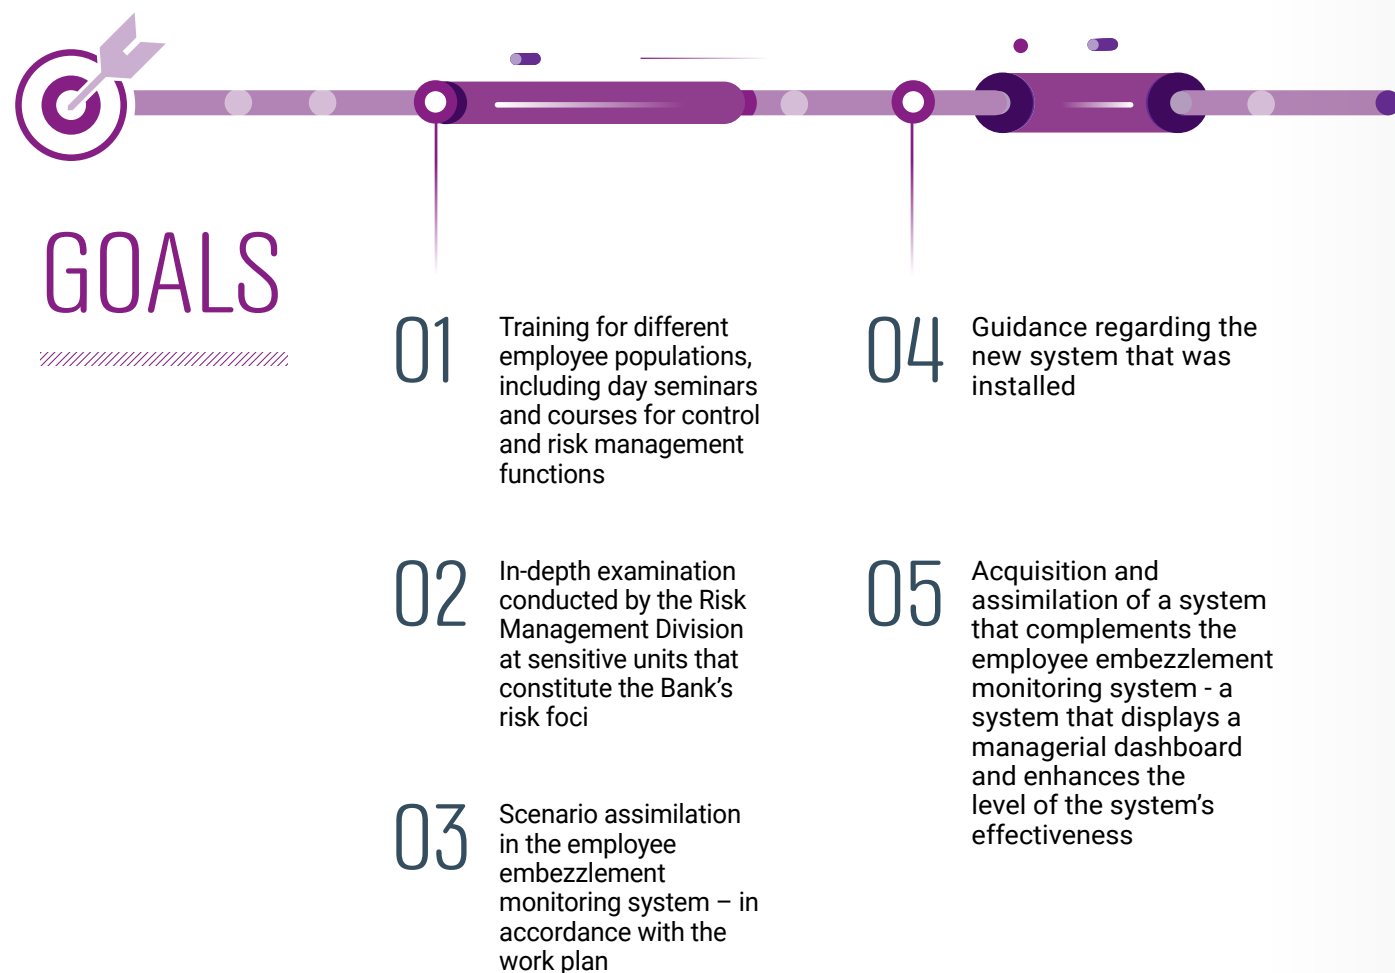 GOALS
01
Training for different
employee populations,
including day seminars
and courses for control
and risk management
functions
02
In-depth examination
conducted by the Risk
Management Division
at sensitive units that
constitute the Bank’s
risk foci
03
Scenario assimilation
in the employee
embezzlement
monitoring system – in
accordance with the
work plan
04
Guidance regarding the
new system that was
installed
05
Acquisition and
assimilation of a system
that complements the
employee embezzlement
monitoring system - a
system that displays a
managerial dashboard
and enhances the
level of the system’s
effectiveness